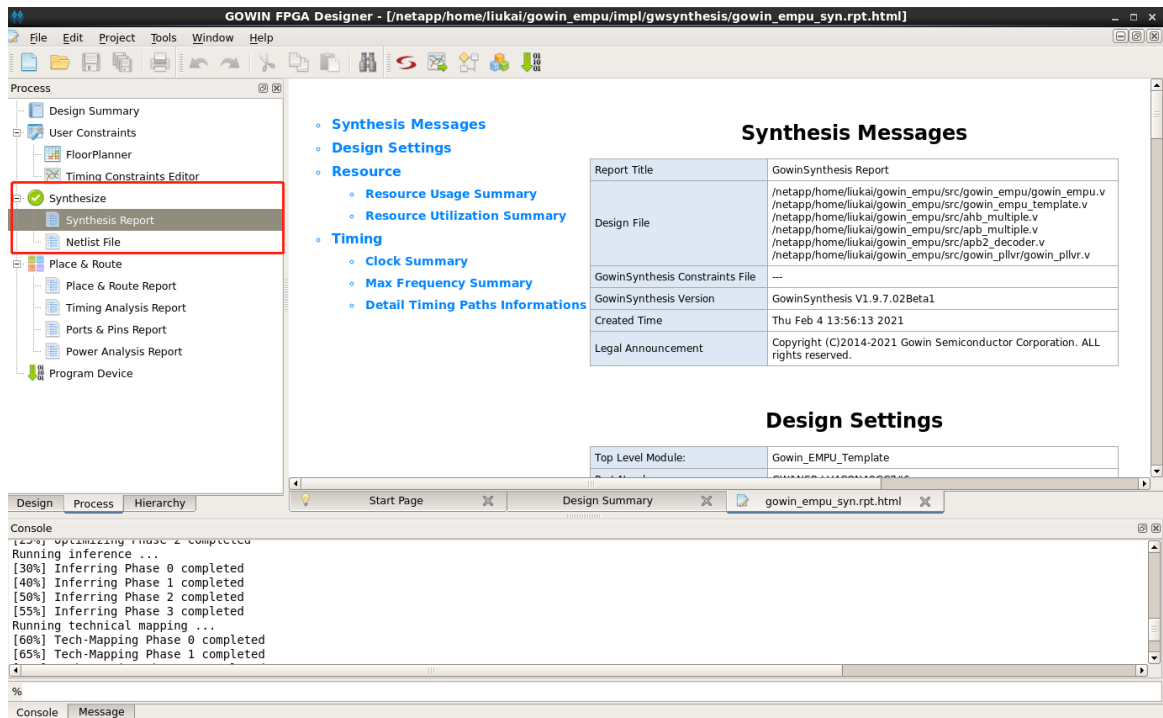 GOWIN FPGA Designer - [/netapp/home/liukai/gowin_empu/impl/gwsynthesis/gowin_empu_syn.rpt.html]
File Edit Project Tools Window Help
Process
Design Summary
User Constraints
FloorPlanner
Timing Constraints Editor
Synthesize
Synthesis Report
Netlist File
Place & Route
Place & Route Report
Timing Analysis Report
Ports & Pins Report
Power Analysis Report
Program Device
Design Process Hierarchy
Synthesis Messages
Design Settings
Resource
Resource Usage Summary
Resource Utilization Summary
Timing
Clock Summary
Max Frequency Summary
Detail Timing Paths Informations
Synthesis Messages
Report Title GowinSynthesis Report
Design File
/netapp/home/liukai/gowin_empu/src/gowin_empu/gowin_empu.v
/netapp/home/liukai/gowin_empu/src/gowin_empu_template.v
/netapp/home/liukai/gowin_empu/src/ahb_multiple.v
/netapp/home/liukai/gowin_empu/src/apb_multiple.v
/netapp/home/liukai/gowin_empu/src/apb2_decoder.v
/netapp/home/liukai/gowin_empu/src/gowin_pllvr/gowin_pllvr.v
GowinSynthesis Constraints File ---
GowinSynthesis Version GowinSynthesis V1.9.7.02Beta1
Created Time Thu Feb 4 13:56:13 2021
Legal Announcement
Copyright (C)2014-2021 Gowin Semiconductor Corporation. ALL
rights reserved.
Design Settings
Top Level Module: Gowin_EMPU_Template
Start Page Design Summary gowin_empu_syn.rpt.html
Console
[25%] Optimizing Phase 2 completed
Running inference ...
[30%] Inferring Phase 0 completed
[40%] Inferring Phase 1 completed
[50%] Inferring Phase 2 completed
[55%] Inferring Phase 3 completed
Running technical mapping ...
[60%] Tech-Mapping Phase 0 completed
[65%] Tech-Mapping Phase 1 completed
%
Console Message